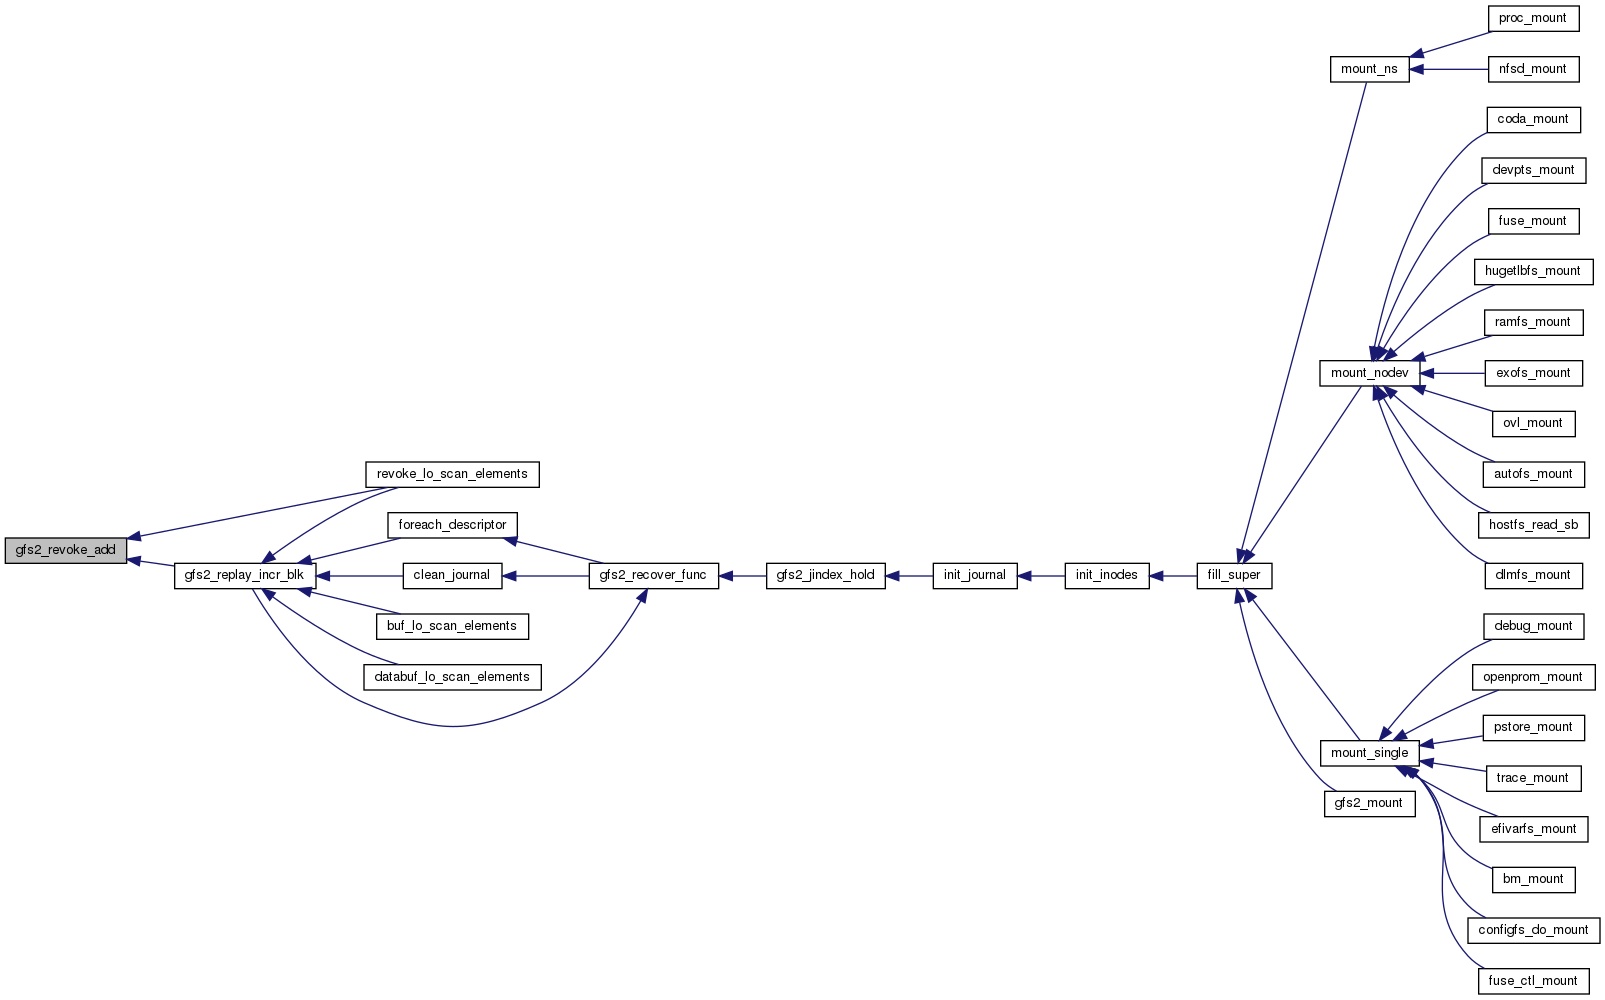 proc_mount
mount_ns
nfsd_mount
coda_mount
devpts_mount
fuse_mount
hugetlbfs_mount
ramfs_mount
mount_nodev
exofs_mount
ovl_mount
autofs_mount
revoke_lo_scan_elements
hostfs_read_sb
foreach_descriptor
gfs2_revoke_add
gfs2_replay_incr_blk
clean_journal
gfs2_recover_func
gfs2_jindex_hold
init_journal
init_inodes
fill_super
dlmfs_mount
buf_lo_scan_elements
debug_mount
databuf_lo_scan_elements
openprom_mount
pstore_mount
mount_single
trace_mount
gfs2_mount
efivarfs_mount
bm_mount
configfs_do_mount
fuse_ctl_mount